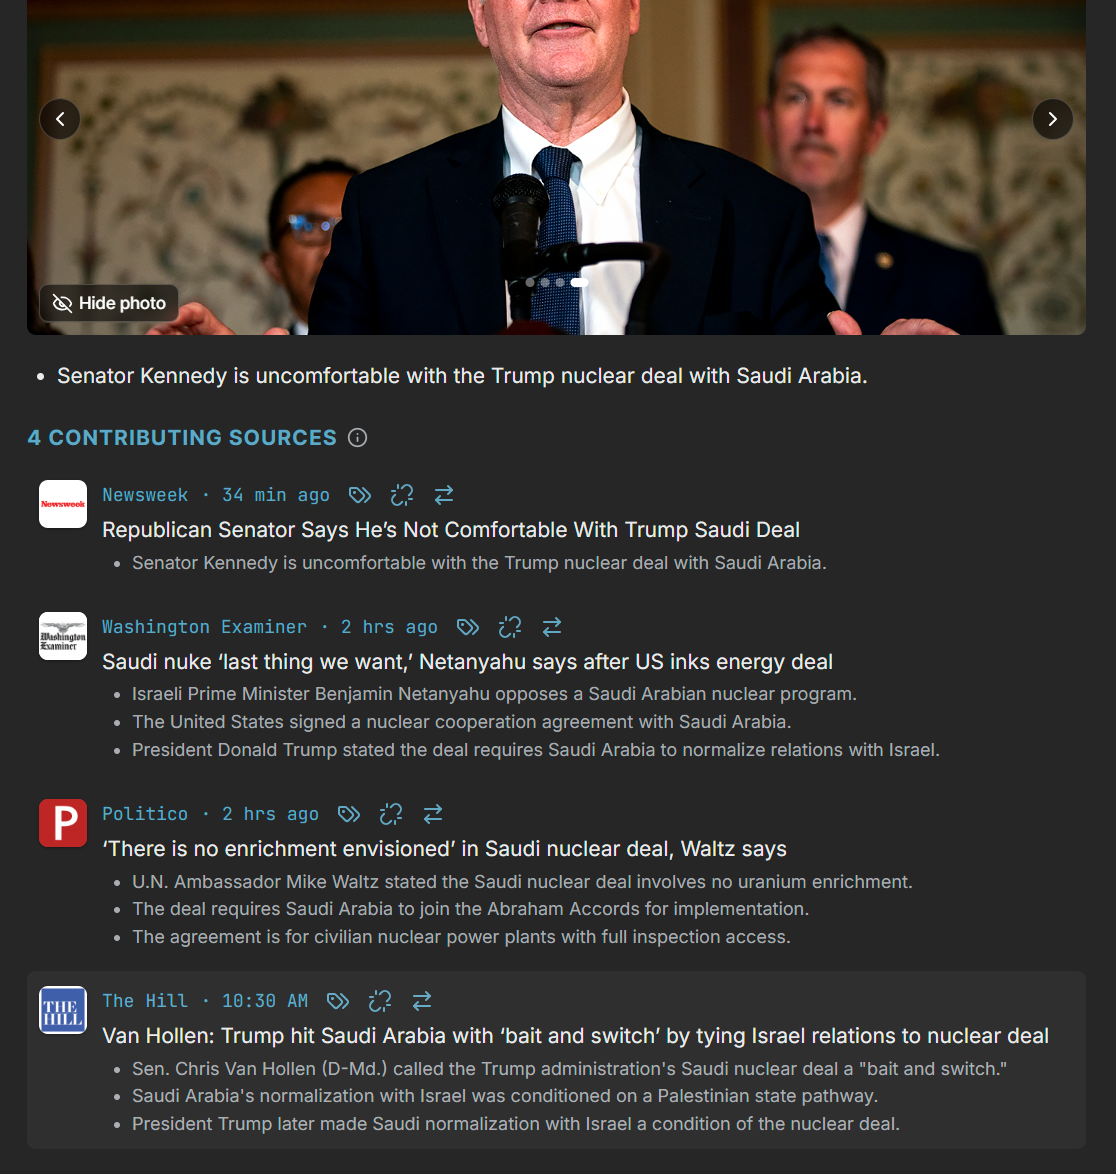 Hide photo
• Senator Kennedy is uncomfortable with the Trump nuclear deal with Saudi Arabia.
4 CONTRIBUTING SOURCES
Newsweek
Newsweek · 34 min ago
Republican Senator Says He’s Not Comfortable With Trump Saudi Deal
• Senator Kennedy is uncomfortable with the Trump nuclear deal with Saudi Arabia.
Washington
Examiner
Washington Examiner · 2 hrs ago
Saudi nuke ‘last thing we want,’ Netanyahu says after US inks energy deal
• Israeli Prime Minister Benjamin Netanyahu opposes a Saudi Arabian nuclear program.
• The United States signed a nuclear cooperation agreement with Saudi Arabia.
• President Donald Trump stated the deal requires Saudi Arabia to normalize relations with Israel.
P
Politico · 2 hrs ago
‘There is no enrichment envisioned’ in Saudi nuclear deal, Waltz says
• U.N. Ambassador Mike Waltz stated the Saudi nuclear deal involves no uranium enrichment.
• The deal requires Saudi Arabia to join the Abraham Accords for implementation.
• The agreement is for civilian nuclear power plants with full inspection access.
THE
HILL
The Hill · 10:30 AM
Van Hollen: Trump hit Saudi Arabia with ‘bait and switch’ by tying Israel relations to nuclear deal
• Sen. Chris Van Hollen (D-Md.) called the Trump administration's Saudi nuclear deal a "bait and switch."
• Saudi Arabia's normalization with Israel was conditioned on a Palestinian state pathway.
• President Trump later made Saudi normalization with Israel a condition of the nuclear deal.